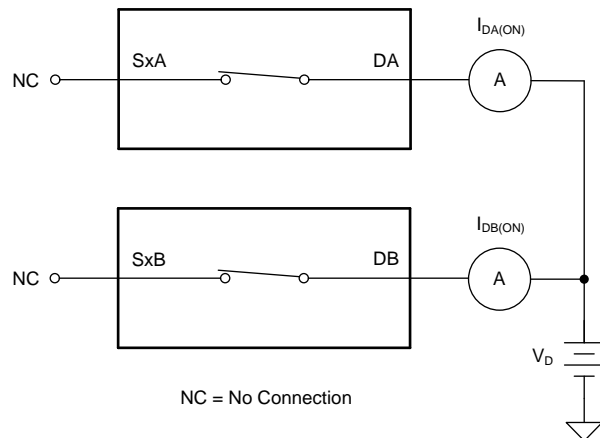 I_DA(ON)
SxA DA
NC A
I_DB(ON)
SxB DB
NC A
V_D
NC = No Connection